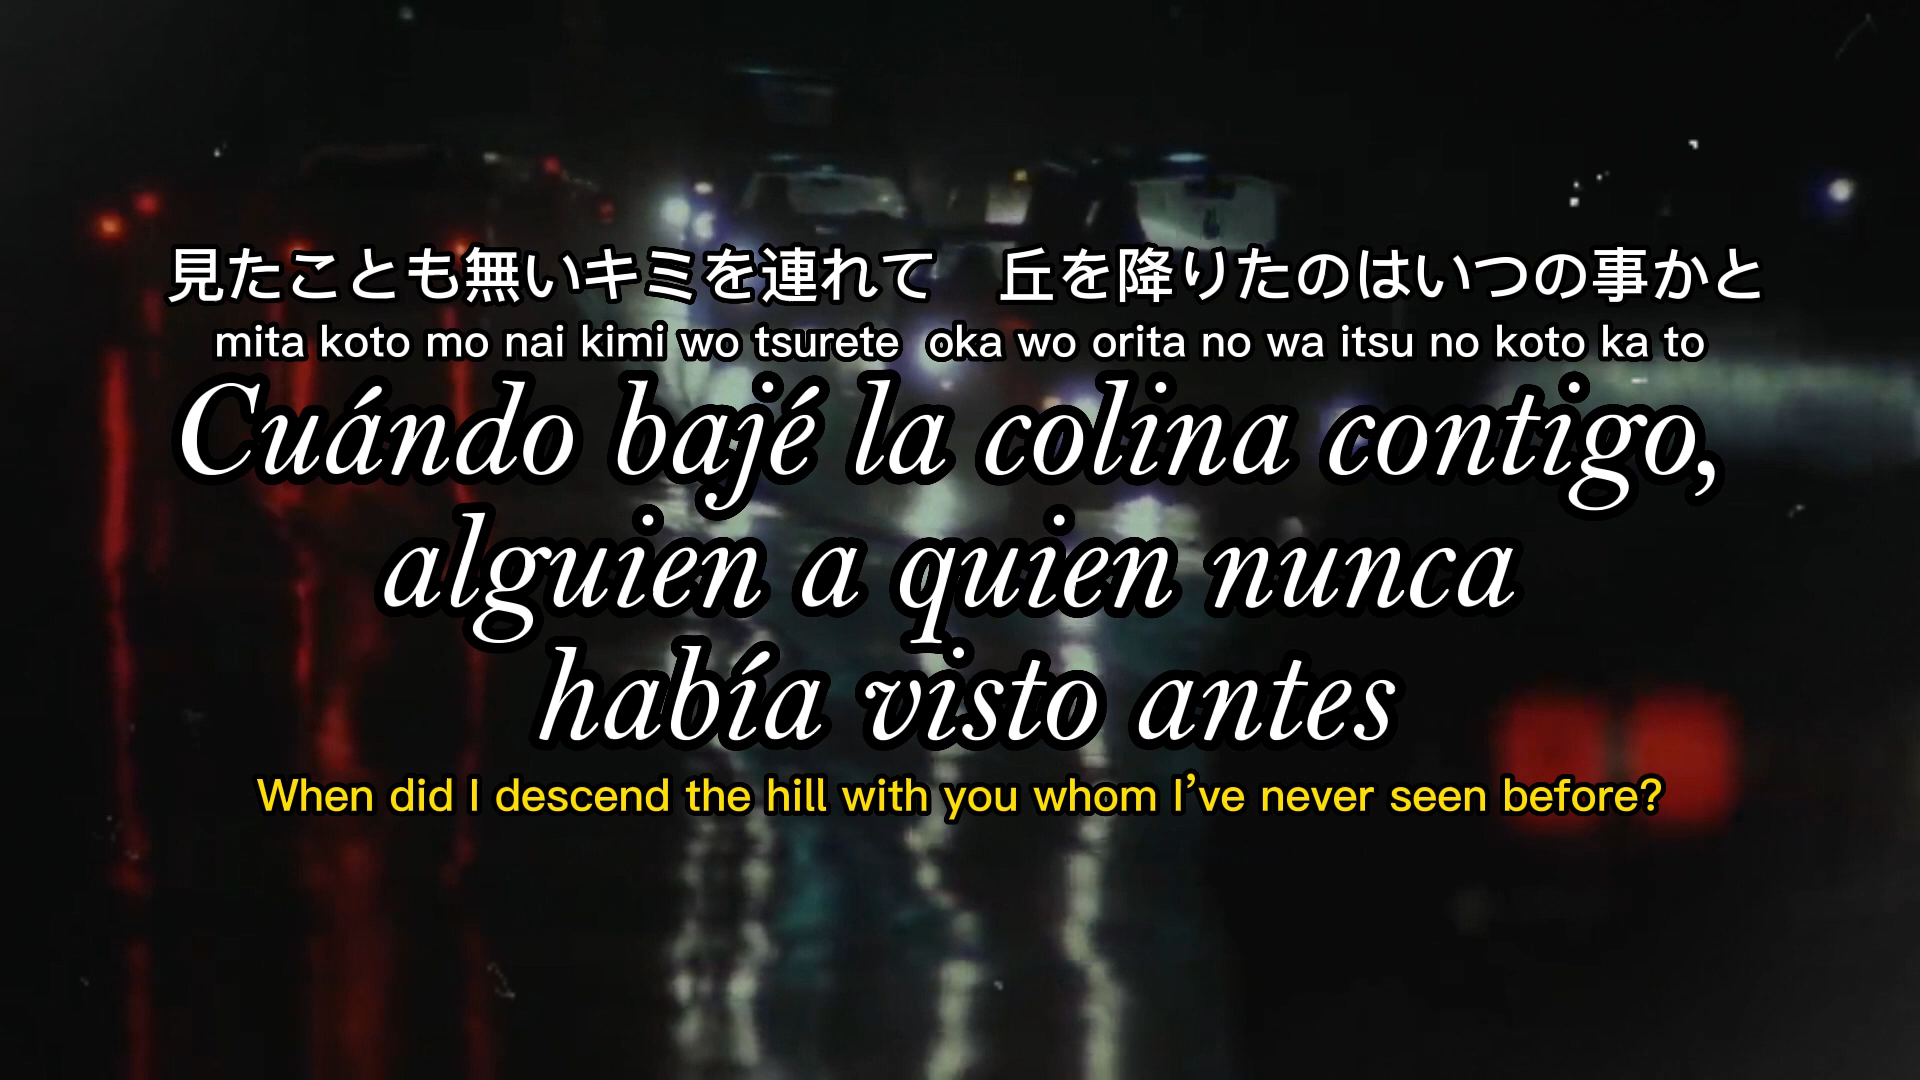 見たことも無いキミを連れて　丘を降りたのはいつの事かと
mita koto mo nai kimi wo tsurete  oka wo orita no wa itsu no koto ka to
Cuándo bajé la colina contigo,
alguien a quien nunca
había visto antes
When did I descend the hill with you whom I’ve never seen before?